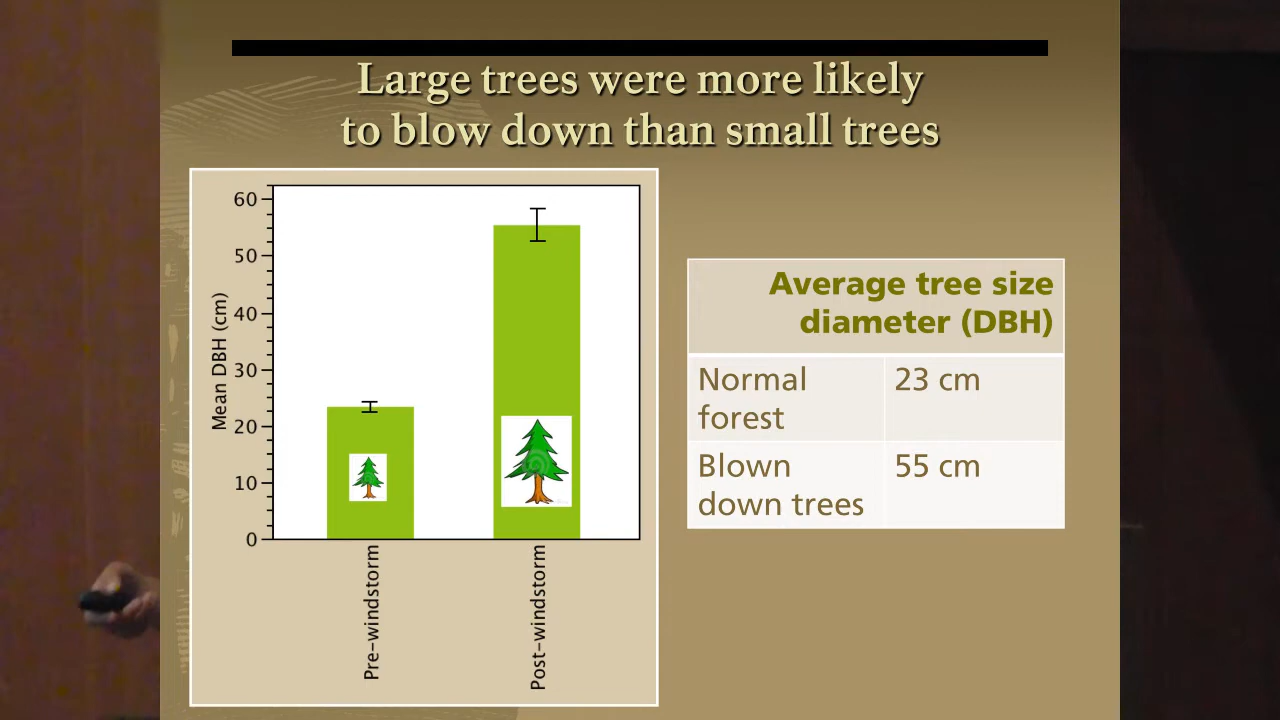 Large trees were more likely
to blow down than small trees
60
50
40
30
20
10
0
Mean DBH (cm)
Pre-windstorm
Post-windstorm
Average tree size
diameter (DBH)
Normal
forest
23 cm
Blown
down trees
55 cm